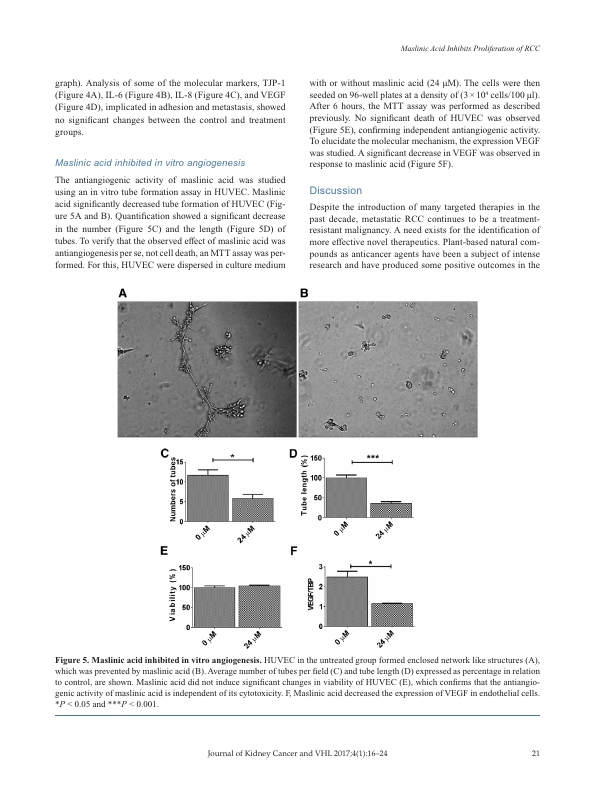 Maslinic Acid Inhibits Proliferation of RCC
graph). Analysis of some of the molecular markers, TJP-1
(Figure 4A), IL-6 (Figure 4B), IL-8 (Figure 4C), and VEGF
(Figure 4D), implicated in adhesion and metastasis, showed
no significant changes between the control and treatment
groups.
Maslinic acid inhibited in vitro angiogenesis
The antiangiogenic activity of maslinic acid was studied
using an in vitro tube formation assay in HUVEC. Maslinic
acid significantly decreased tube formation of HUVEC (Fig-
ure 5A and B). Quantification showed a significant decrease
in the number (Figure 5C) and the length (Figure 5D) of
tubes. To verify that the observed effect of maslinic acid was
antiangiogenesis per se, not cell death, an MTT assay was per-
formed. For this, HUVEC were dispersed in culture medium
with or without maslinic acid (24 μM). The cells were then
seeded on 96-well plates at a density of (3 × 10⁴ cells/100 μl).
After 6 hours, the MTT assay was performed as described
previously. No significant death of HUVEC was observed
(Figure 5E), confirming independent antiangiogenic activity.
To elucidate the molecular mechanism, the expression VEGF
was studied. A significant decrease in VEGF was observed in
response to maslinic acid (Figure 5F).
Discussion
Despite the introduction of many targeted therapies in the
past decade, metastatic RCC continues to be a treatment-
resistant malignancy. A need exists for the identification of
more effective novel therapeutics. Plant-based natural com-
pounds as anticancer agents have been a subject of intense
research and have produced some positive outcomes in the
A
B
C
Numbers of tubes
15
10
5
0
*
0 μM
24 μM
D
Tube length (%)
150
100
50
0
***
0 μM
24 μM
E
Viability (%)
150
100
50
0
0 μM
24 μM
F
VEGF/TBP
3
2
1
0
*
0 μM
24 μM
Figure 5. Maslinic acid inhibited in vitro angiogenesis. HUVEC in the untreated group formed enclosed network like structures (A),
which was prevented by maslinic acid (B). Average number of tubes per field (C) and tube length (D) expressed as percentage in relation
to control, are shown. Maslinic acid did not induce significant changes in viability of HUVEC (E), which confirms that the antiangio-
genic activity of maslinic acid is independent of its cytotoxicity. F, Maslinic acid decreased the expression of VEGF in endothelial cells.
*P < 0.05 and ***P < 0.001.
Journal of Kidney Cancer and VHL 2017;4(1):16–24
21